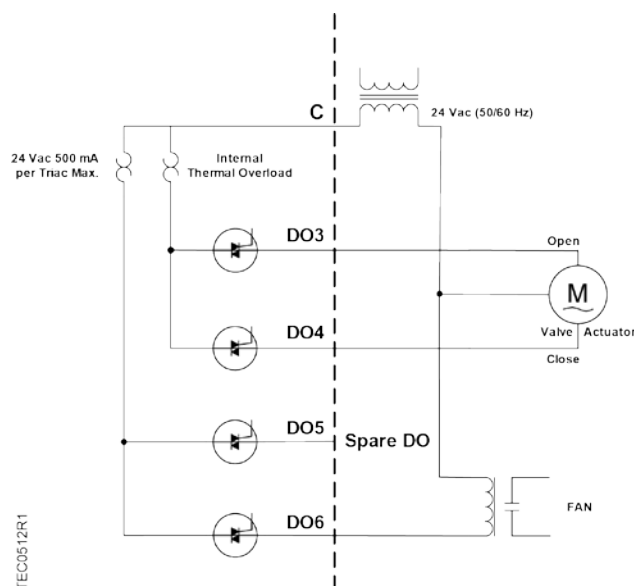 C
24 Vac (50/60 Hz)
24 Vac 500 mA
per Triac Max.
Internal
Thermal Overload
DO3
Open
M
DO4
Valve Actuator
Close
DO5
Spare DO
DO6
FAN
TEC0512R1